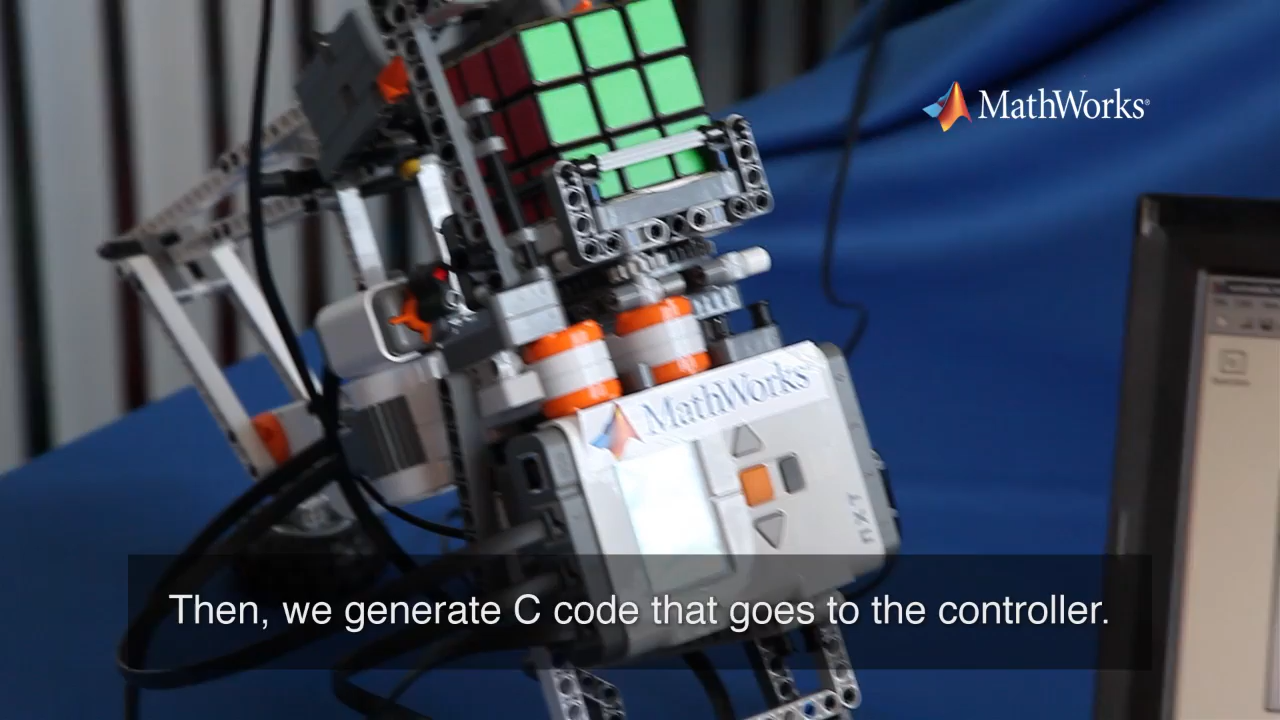 MathWorks®
MathWorks
nxt
Then, we generate C code that goes to the controller.